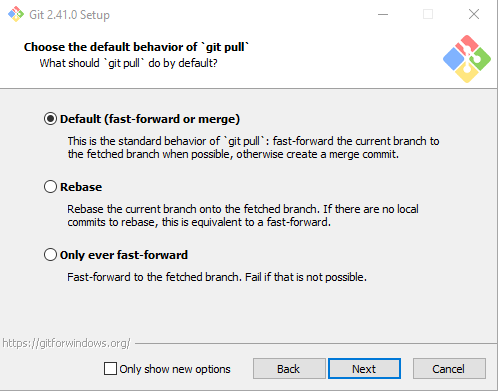 Git 2.41.0 Setup
Choose the default behavior of `git pull`
What should `git pull` do by default?
Default (fast-forward or merge)
This is the standard behavior of `git pull`: fast-forward the current branch to
the fetched branch when possible, otherwise create a merge commit.
Rebase
Rebase the current branch onto the fetched branch. If there are no local
commits to rebase, this is equivalent to a fast-forward.
Only ever fast-forward
Fast-forward to the fetched branch. Fail if that is not possible.
https://gitforwindows.org/
Only show new options
Back
Next
Cancel